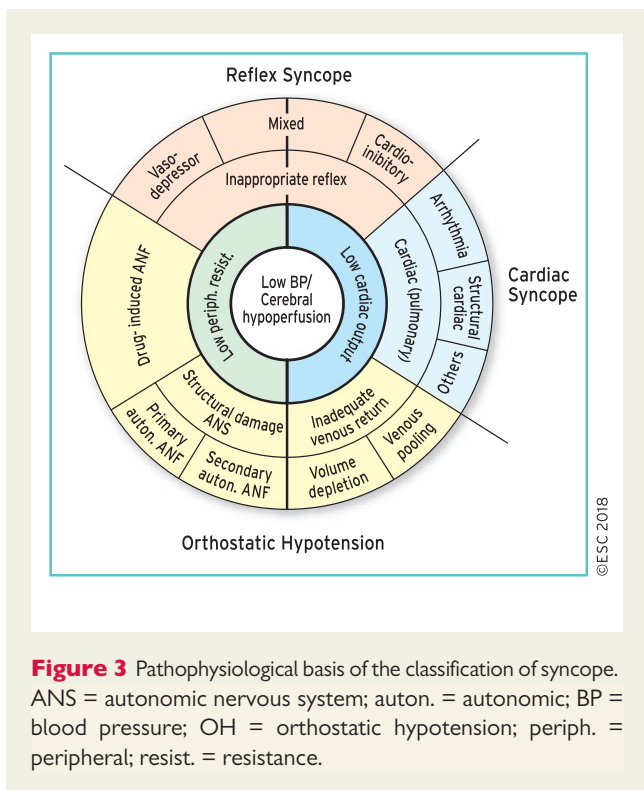 Reflex Syncope
Mixed
Vaso-
depressor
Cardio-
inibitory
Inappropriate reflex
Arrhythmia
Structural
cardiac
Others
Cardiac
Syncope
Cardiac (pulmonary)
Low periph. resist.
Low cardiac output
Low BP/
Cerebral
hypoperfusion
Drug- induced ANF
Structural damage
ANS
Primary
auton. ANF
Secondary
auton. ANF
Inadequate
venous return
Venous
pooling
Volume
depletion
Orthostatic Hypotension
©ESC 2018
Figure 3 Pathophysiological basis of the classification of syncope.
ANS = autonomic nervous system; auton. = autonomic; BP =
blood pressure; OH = orthostatic hypotension; periph. =
peripheral; resist. = resistance.